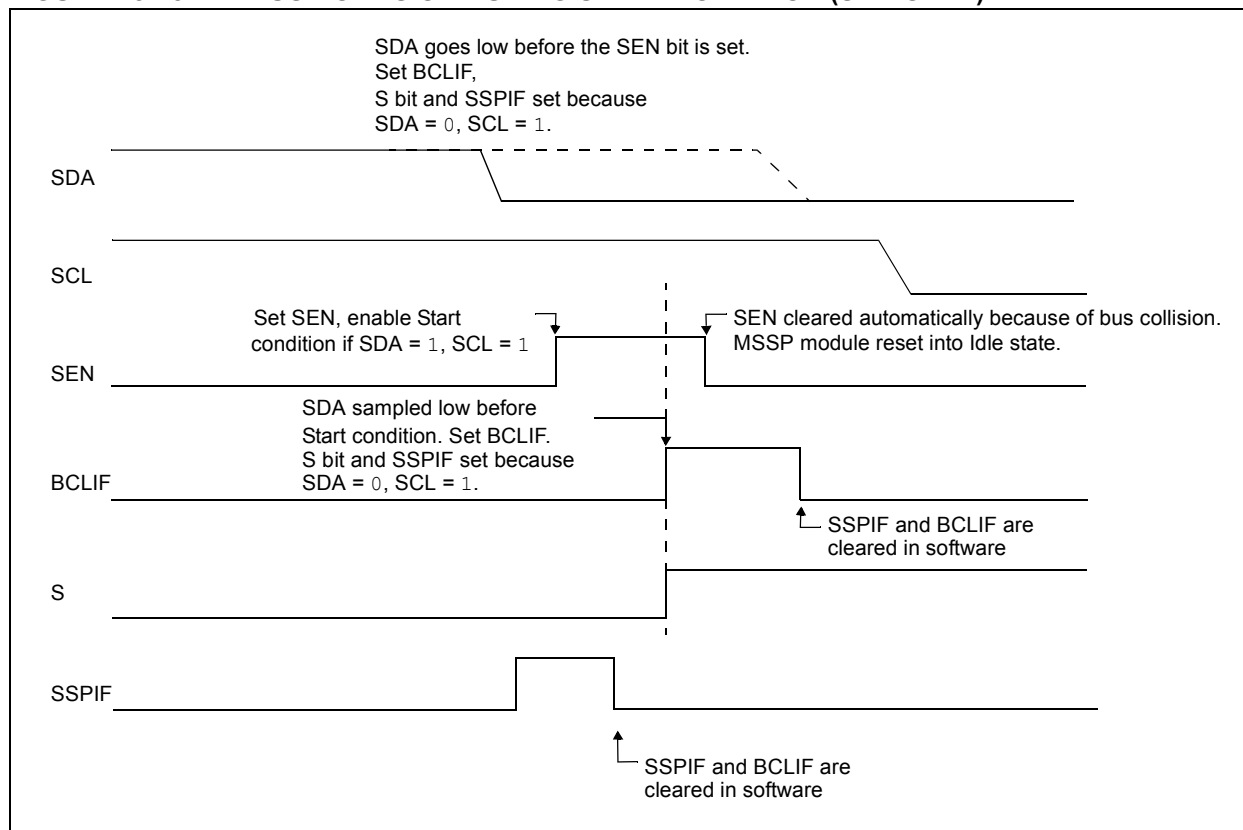 SDA goes low before the SEN bit is set.
Set BCLIF,
S bit and SSPIF set because
SDA = 0, SCL = 1.
SDA
SCL
Set SEN, enable Start
condition if SDA = 1, SCL = 1
SEN cleared automatically because of bus collision.
MSSP module reset into Idle state.
SEN
SDA sampled low before
Start condition. Set BCLIF.
S bit and SSPIF set because
SDA = 0, SCL = 1.
BCLIF
SSPIF and BCLIF are
cleared in software
S
SSPIF
SSPIF and BCLIF are
cleared in software